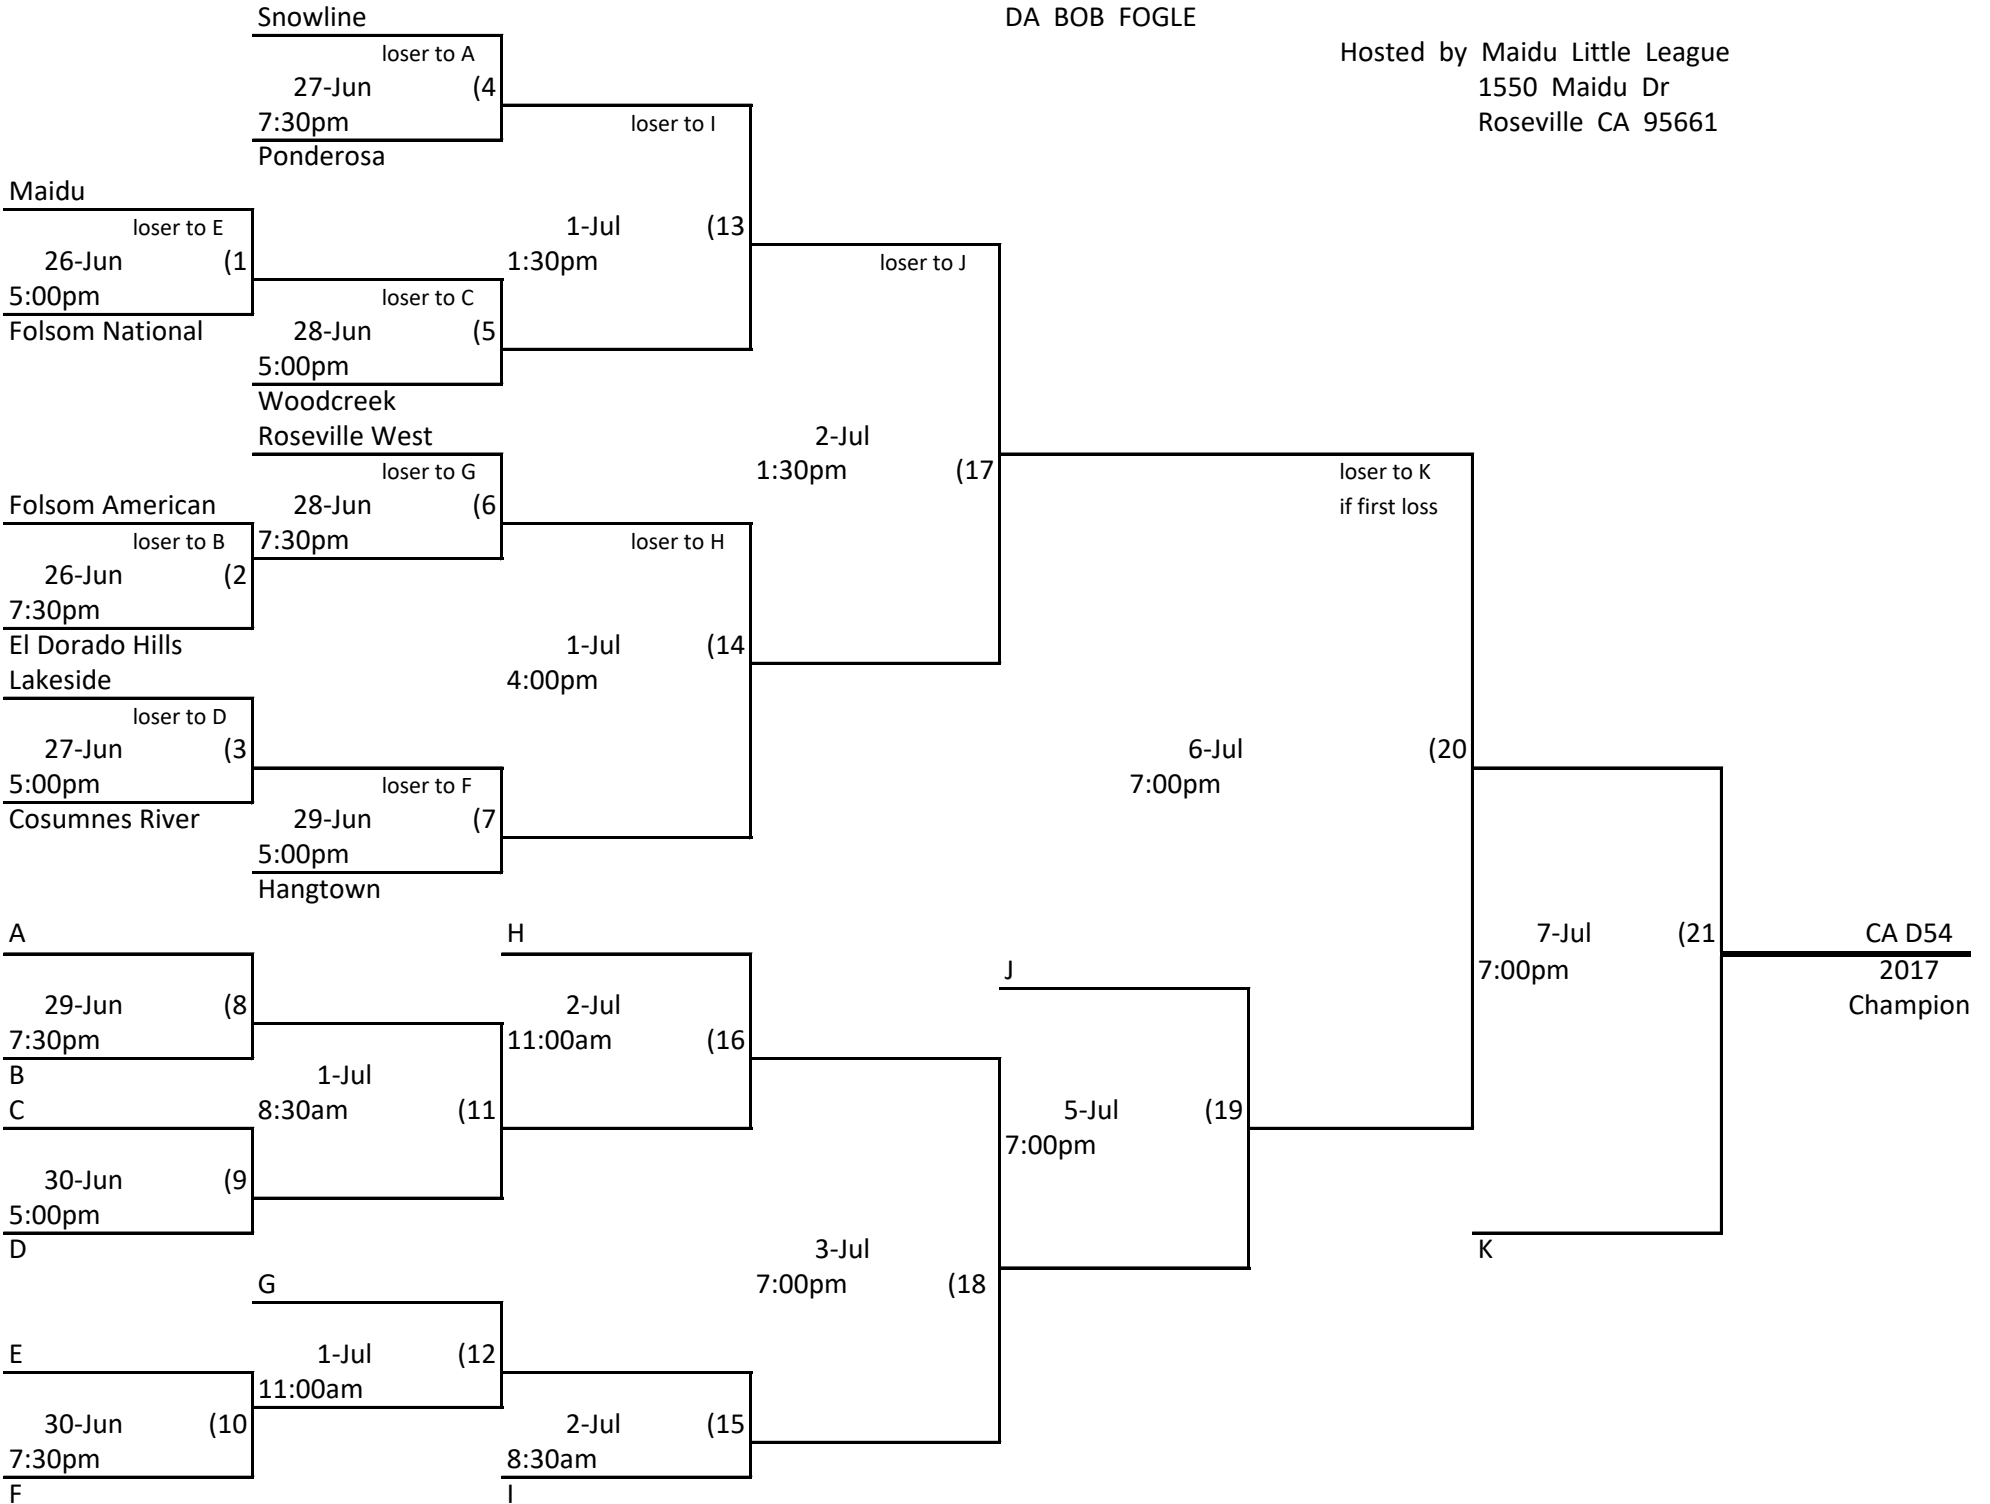 Snowline
DA BOB FOGLE
loser to A
Hosted by Maidu Little League
27-Jun (4
1550 Maidu Dr
7:30pm
loser to I
Roseville CA 95661
Ponderosa
Maidu
loser to E
1-Jul (13
26-Jun (1
1:30pm
loser to J
5:00pm
loser to C
Folsom National
28-Jun (5
5:00pm
Woodcreek
Roseville West
2-Jul
loser to G
1:30pm (17
loser to K
Folsom American
28-Jun (6
if first loss
loser to B
7:30pm
loser to H
26-Jun (2
7:30pm
El Dorado Hills
1-Jul (14
Lakeside
4:00pm
loser to D
27-Jun (3
6-Jul (20
5:00pm
loser to F
7:00pm
Cosumnes River
29-Jun (7
5:00pm
Hangtown
A
H
7-Jul (21
CA D54
J
7:00pm
2017
29-Jun (8
2-Jul
Champion
7:30pm
11:00am (16
B
1-Jul
C
8:30am (11
5-Jul (19
7:00pm
30-Jun (9
5:00pm
D
3-Jul
K
G
7:00pm (18
E
1-Jul (12
11:00am
30-Jun (10
2-Jul (15
7:30pm
8:30am
F
I